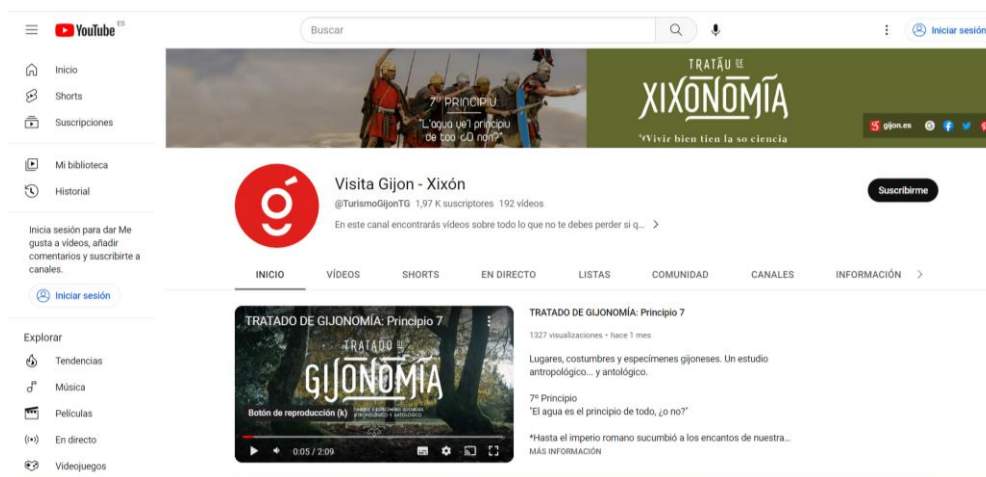 YouTube ES
Buscar
Iniciar sesión
Inicio
Shorts
Suscripciones
Mi biblioteca
Historial
Inicia sesión para dar Me
gusta a vídeos, añadir
comentarios y suscribirte a
canales.
Iniciar sesión
Explorar
Tendencias
Música
Películas
En directo
Videojuegos
7º PRINCIPIU
"L'agua ye'l principiu
de too ¿O non?"
TRATÁU DE
XIXONOMÍA
"Vivir bien tien la so ciencia
gijon.es
Visita Gijon - Xixón
@TurismoGijonTG 1,97 K suscriptores 192 vídeos
En este canal encontrarás vídeos sobre todo lo que no te debes perder si q...
Suscribirme
INICIO VÍDEOS SHORTS EN DIRECTO LISTAS COMUNIDAD CANALES INFORMACIÓN
TRATADO DE GIJONOMÍA: Principio 7
TRATADO DE
GIJONOMÍA
Botón de reproducción (k)
0:05 / 2:09
TRATADO DE GIJONOMÍA: Principio 7
1327 visualizaciones • hace 1 mes
Lugares, costumbres y especímenes gijoneses. Un estudio
antropológico... y antológico.
7º Principio
"El agua es el principio de todo, ¿o no?"
*Hasta el imperio romano sucumbió a los encantos de nuestra...
MÁS INFORMACIÓN